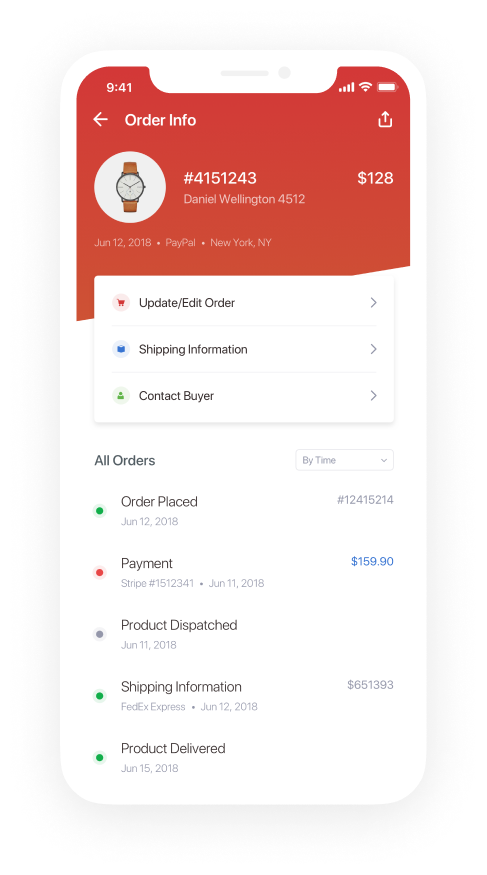 9:41
Order Info
#4151243 $128
Daniel Wellington 4512
Jun 12, 2018 • PayPal • New York, NY
Update/Edit Order
Shipping Information
Contact Buyer
All Orders By Time
Order Placed #12415214
Jun 12, 2018
Payment $159.90
Stripe #1512341 • Jun 11, 2018
Product Dispatched
Jun 11, 2018
Shipping Information $651393
FedEx Express • Jun 12, 2018
Product Delivered
Jun 15, 2018